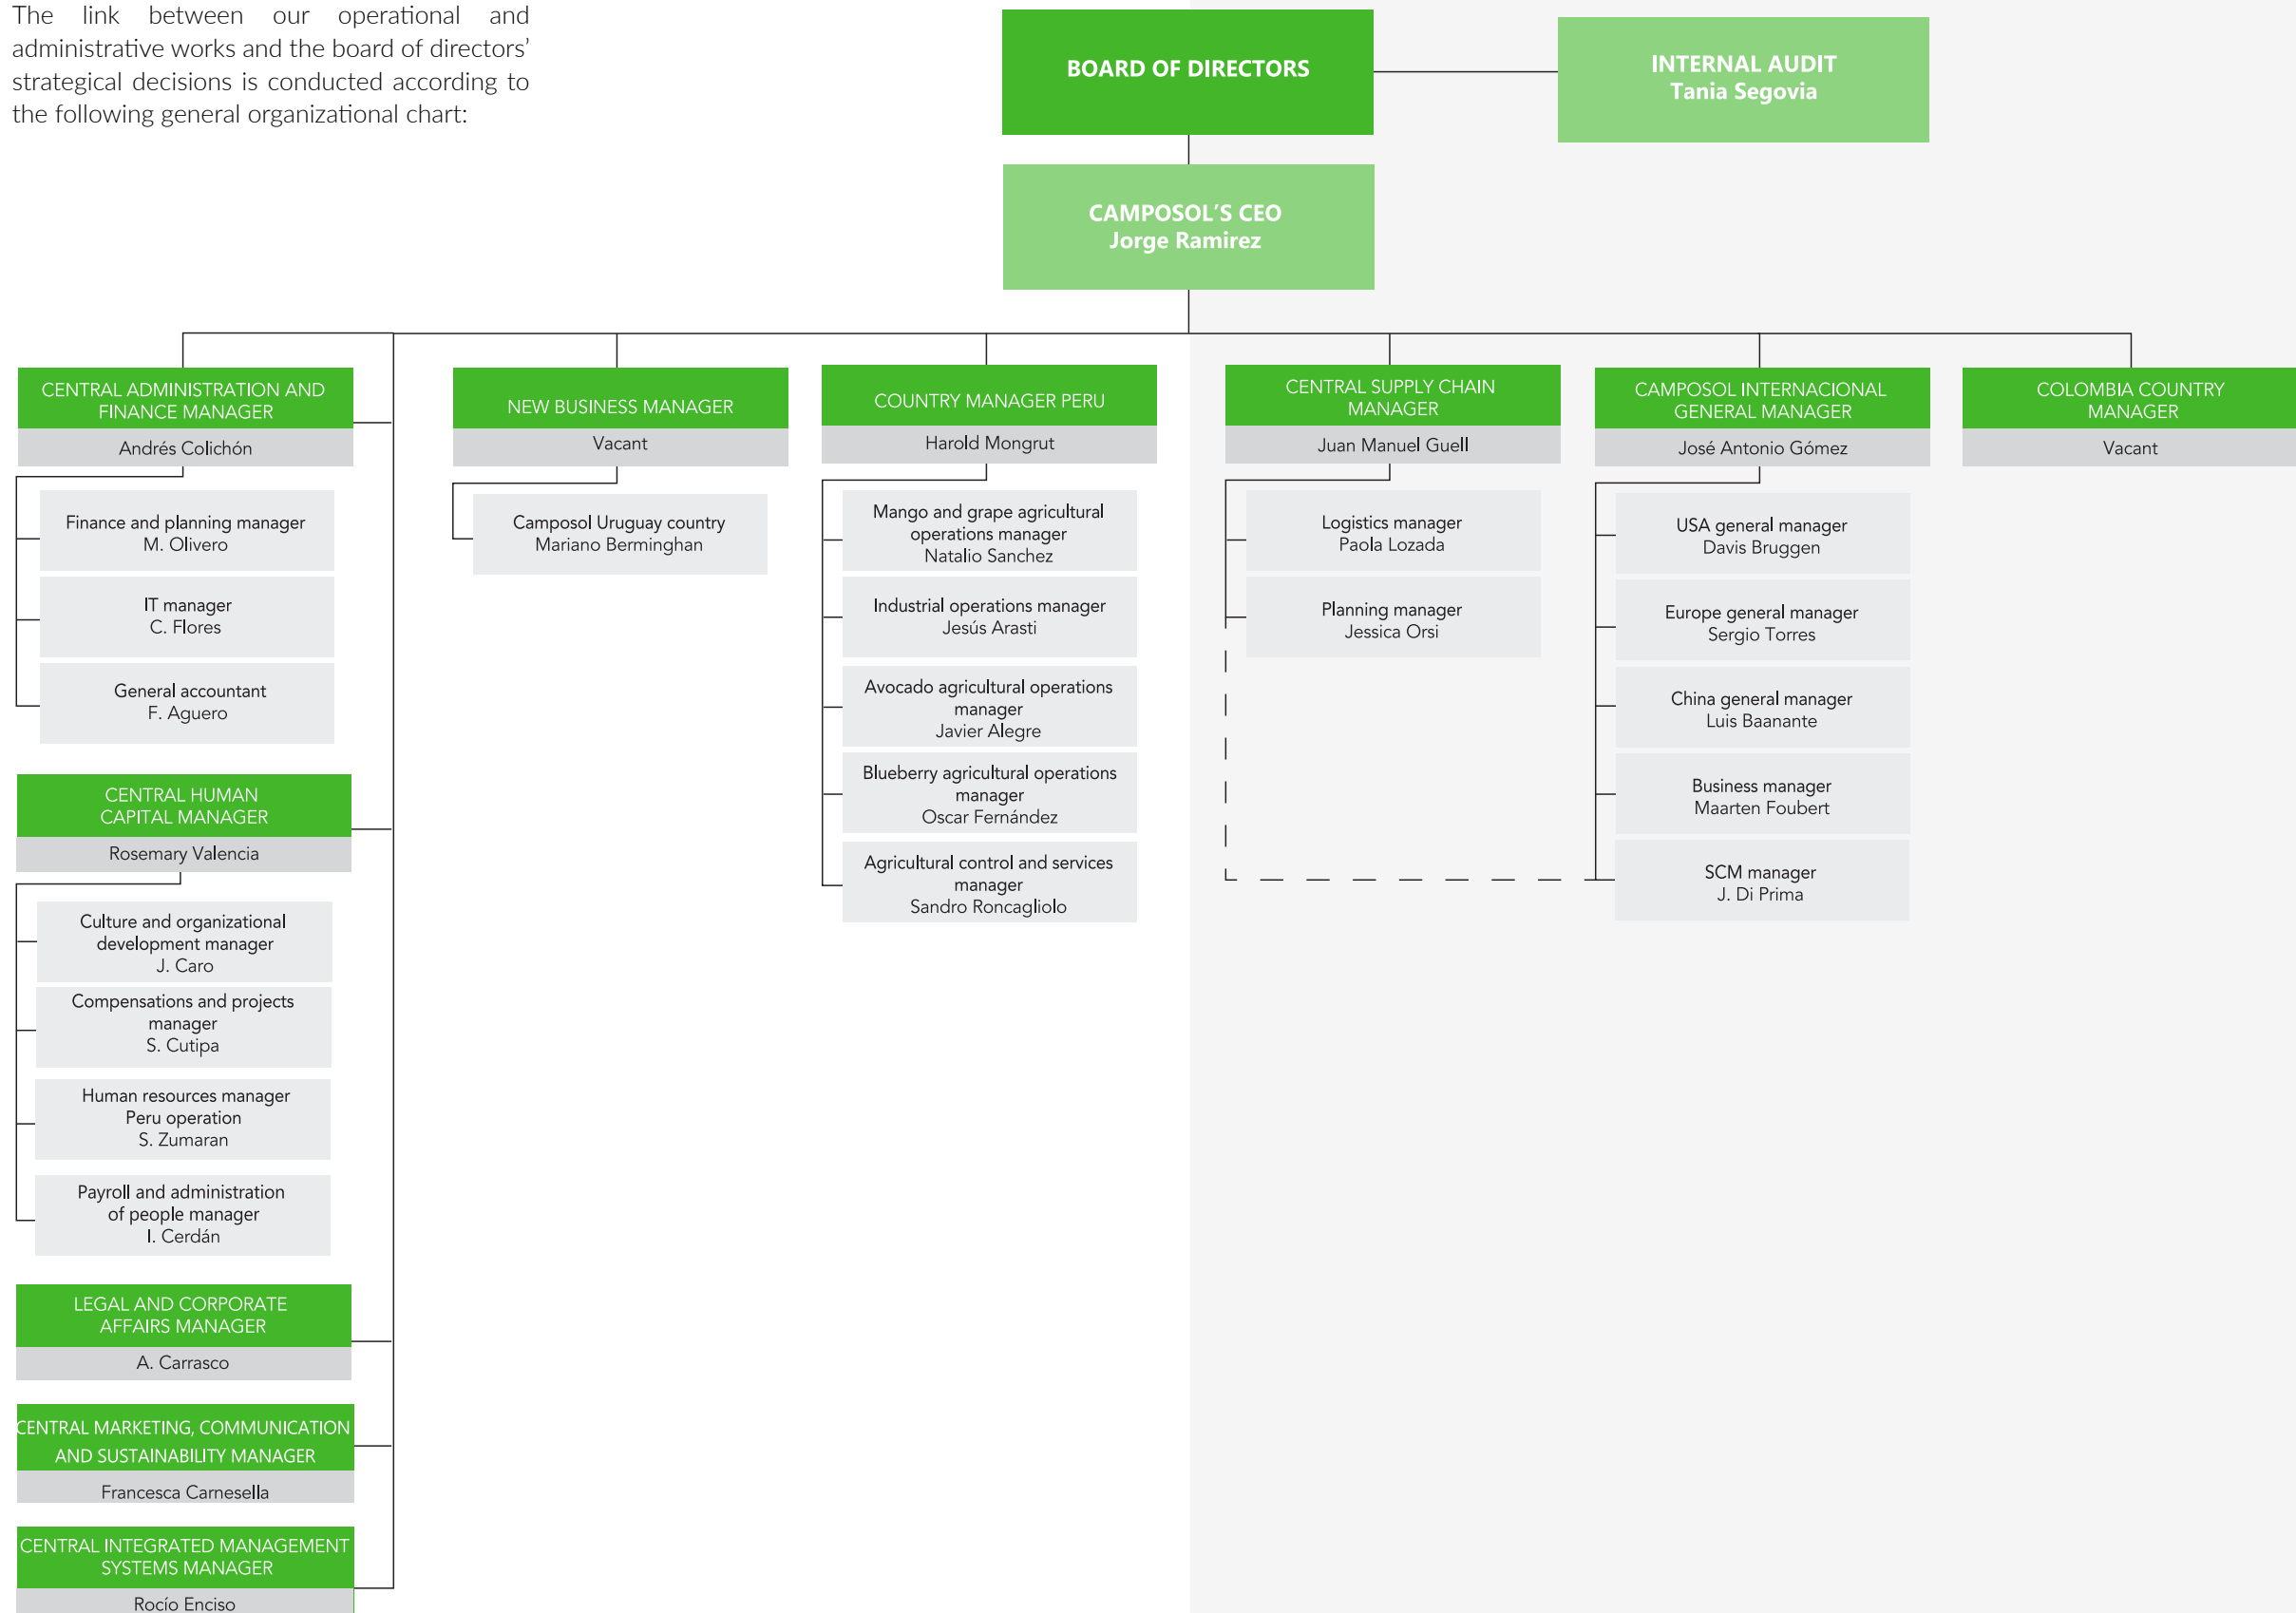 The link between our operational and
administrative works and the board of directors’
strategical decisions is conducted according to
the following general organizational chart:
BOARD OF DIRECTORS
INTERNAL AUDIT
Tania Segovia
CAMPOSOL’S CEO
Jorge Ramirez
CENTRAL ADMINISTRATION AND
FINANCE MANAGER
Andrés Colichón
Finance and planning manager
M. Olivero
IT manager
C. Flores
General accountant
F. Aguero
CENTRAL HUMAN
CAPITAL MANAGER
Rosemary Valencia
Culture and organizational
development manager
J. Caro
Compensations and projects
manager
S. Cutipa
Human resources manager
Peru operation
S. Zumaran
Payroll and administration
of people manager
I. Cerdán
LEGAL AND CORPORATE
AFFAIRS MANAGER
A. Carrasco
CENTRAL MARKETING, COMMUNICATION
AND SUSTAINABILITY MANAGER
Francesca Carnesella
CENTRAL INTEGRATED MANAGEMENT
SYSTEMS MANAGER
Rocío Enciso
NEW BUSINESS MANAGER
Vacant
Camposol Uruguay country
Mariano Berminghan
COUNTRY MANAGER PERU
Harold Mongrut
Mango and grape agricultural
operations manager
Natalio Sanchez
Industrial operations manager
Jesús Arasti
Avocado agricultural operations
manager
Javier Alegre
Blueberry agricultural operations
manager
Oscar Fernández
Agricultural control and services
manager
Sandro Roncagliolo
CENTRAL SUPPLY CHAIN
MANAGER
Juan Manuel Guell
Logistics manager
Paola Lozada
Planning manager
Jessica Orsi
CAMPOSOL INTERNACIONAL
GENERAL MANAGER
José Antonio Gómez
USA general manager
Davis Bruggen
Europe general manager
Sergio Torres
China general manager
Luis Baanante
Business manager
Maarten Foubert
SCM manager
J. Di Prima
COLOMBIA COUNTRY
MANAGER
Vacant